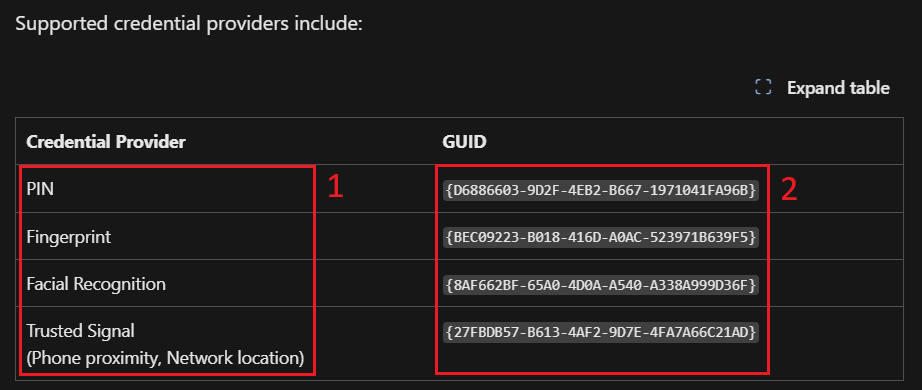 Supported credential providers include:
Expand table
Credential Provider GUID
PIN 1 {D6886603-9D2F-4EB2-B667-1971041FA96B} 2
Fingerprint {BEC09223-B018-416D-A0AC-523971B639F5}
Facial Recognition {8AF662BF-65A0-4D0A-A540-A338A999D36F}
Trusted Signal {27FBDB57-B613-4AF2-9D7E-4FA7A66C21AD}
(Phone proximity, Network location)